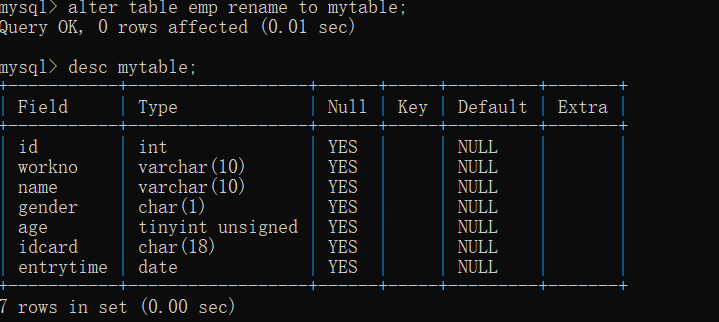 mysql> alter table emp rename to mytable;
Query OK, 0 rows affected (0.01 sec)
mysql> desc mytable;
+-----------+------------------+------+-----+---------+-------+
| Field     | Type             | Null | Key | Default | Extra |
+-----------+------------------+------+-----+---------+-------+
| id        | int              | YES  |     | NULL    |       |
| workno    | varchar(10)      | YES  |     | NULL    |       |
| name      | varchar(10)      | YES  |     | NULL    |       |
| gender    | char(1)          | YES  |     | NULL    |       |
| age       | tinyint unsigned | YES  |     | NULL    |       |
| idcard    | char(18)         | YES  |     | NULL    |       |
| entrytime | date             | YES  |     | NULL    |       |
+-----------+------------------+------+-----+---------+-------+
7 rows in set (0.00 sec)